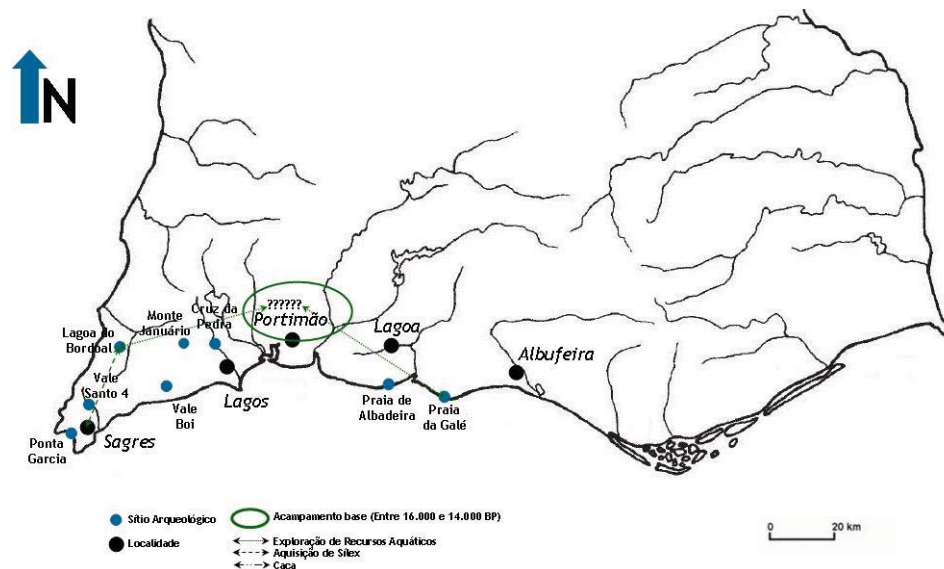 N
??????
Portimão
Cruz da
Pedra
Monte
Januário
Lagoa do
Bordoal
Lagoa
Albufeira
Vale
Santo 4
Lagos
Vale
Boi
Praia de
Albadeira
Praia
da Galé
Sagres
Ponta
Garcia
Sítio Arqueológico
Localidade
Acampamento base (Entre 16.000 e 14.000 BP)
Exploração de Recursos Aquáticos
Aquisição de Sílex
Caça
0 20 km